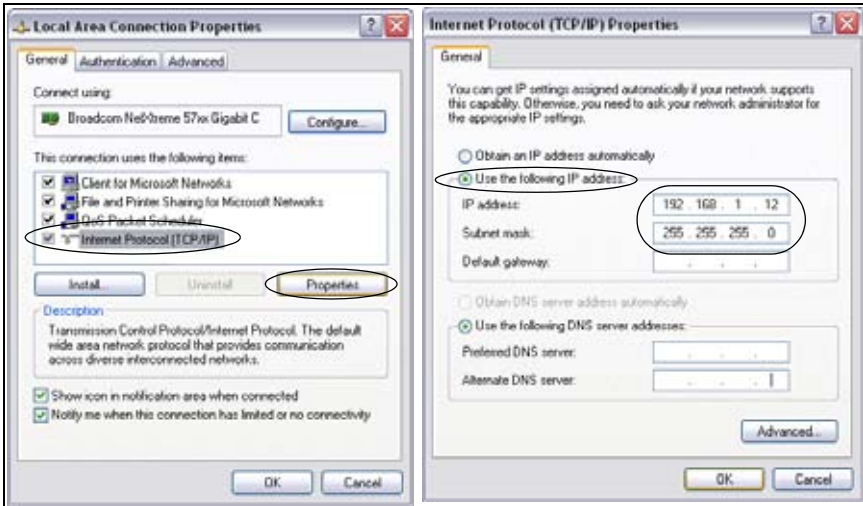 Local Area Connection Properties
General Authentication Advanced
Connect using:
Broadcom NetXtreme 57xx Gigabit C
Configure...
This connection uses the following items:
Client for Microsoft Networks
File and Printer Sharing for Microsoft Networks
QoS Packet Scheduler
Internet Protocol (TCP/IP)
Install... Uninstall Properties
Description
Transmission Control Protocol/Internet Protocol. The default
wide area network protocol that provides communication
across diverse interconnected networks.
Show icon in notification area when connected
Notify me when this connection has limited or no connectivity
OK Cancel
Internet Protocol (TCP/IP) Properties
General
You can get IP settings assigned automatically if your network supports
this capability. Otherwise, you need to ask your network administrator for
the appropriate IP settings.
Obtain an IP address automatically
Use the following IP address:
IP address: 192 . 168 . 1 . 12
Subnet mask: 255 . 255 . 255 . 0
Default gateway: . . .
Obtain DNS server address automatically
Use the following DNS server addresses:
Preferred DNS server: . . .
Alternate DNS server: . . .
Advanced...
OK Cancel